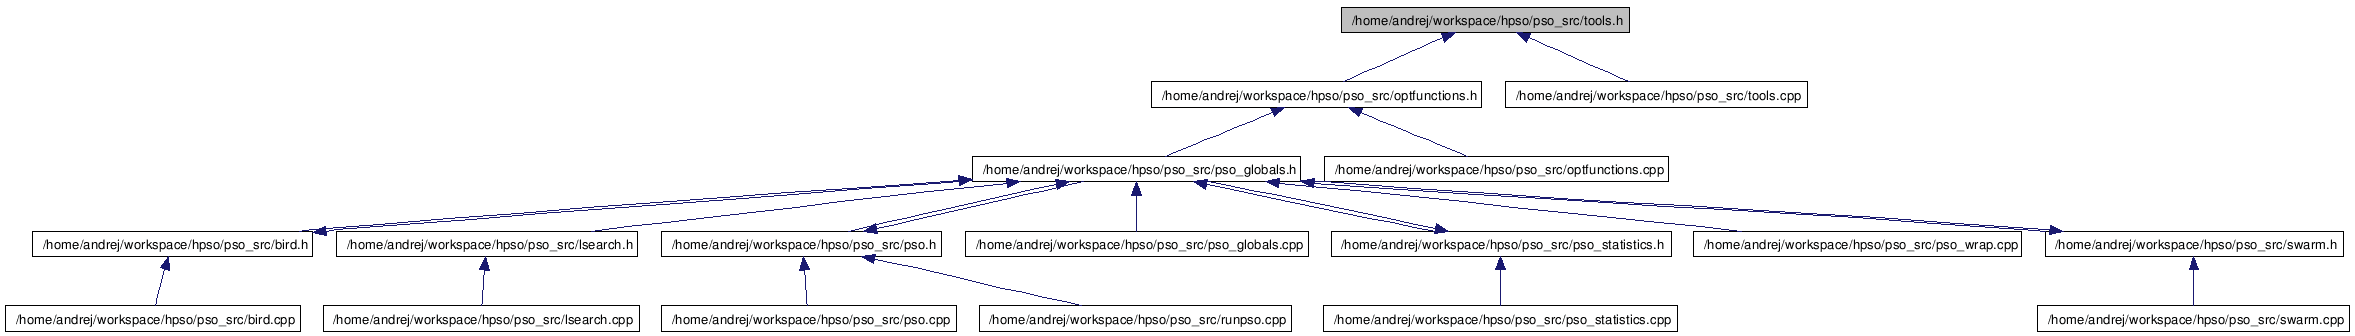 /home/andrej/workspace/hpso/pso_src/tools.h
/home/andrej/workspace/hpso/pso_src/optfunctions.h
/home/andrej/workspace/hpso/pso_src/tools.cpp
/home/andrej/workspace/hpso/pso_src/pso_globals.h
/home/andrej/workspace/hpso/pso_src/optfunctions.cpp
/home/andrej/workspace/hpso/pso_src/bird.h
/home/andrej/workspace/hpso/pso_src/lsearch.h
/home/andrej/workspace/hpso/pso_src/pso.h
/home/andrej/workspace/hpso/pso_src/pso_globals.cpp
/home/andrej/workspace/hpso/pso_src/pso_statistics.h
/home/andrej/workspace/hpso/pso_src/pso_wrap.cpp
/home/andrej/workspace/hpso/pso_src/swarm.h
/home/andrej/workspace/hpso/pso_src/bird.cpp
/home/andrej/workspace/hpso/pso_src/lsearch.cpp
/home/andrej/workspace/hpso/pso_src/pso.cpp
/home/andrej/workspace/hpso/pso_src/runpso.cpp
/home/andrej/workspace/hpso/pso_src/pso_statistics.cpp
/home/andrej/workspace/hpso/pso_src/swarm.cpp